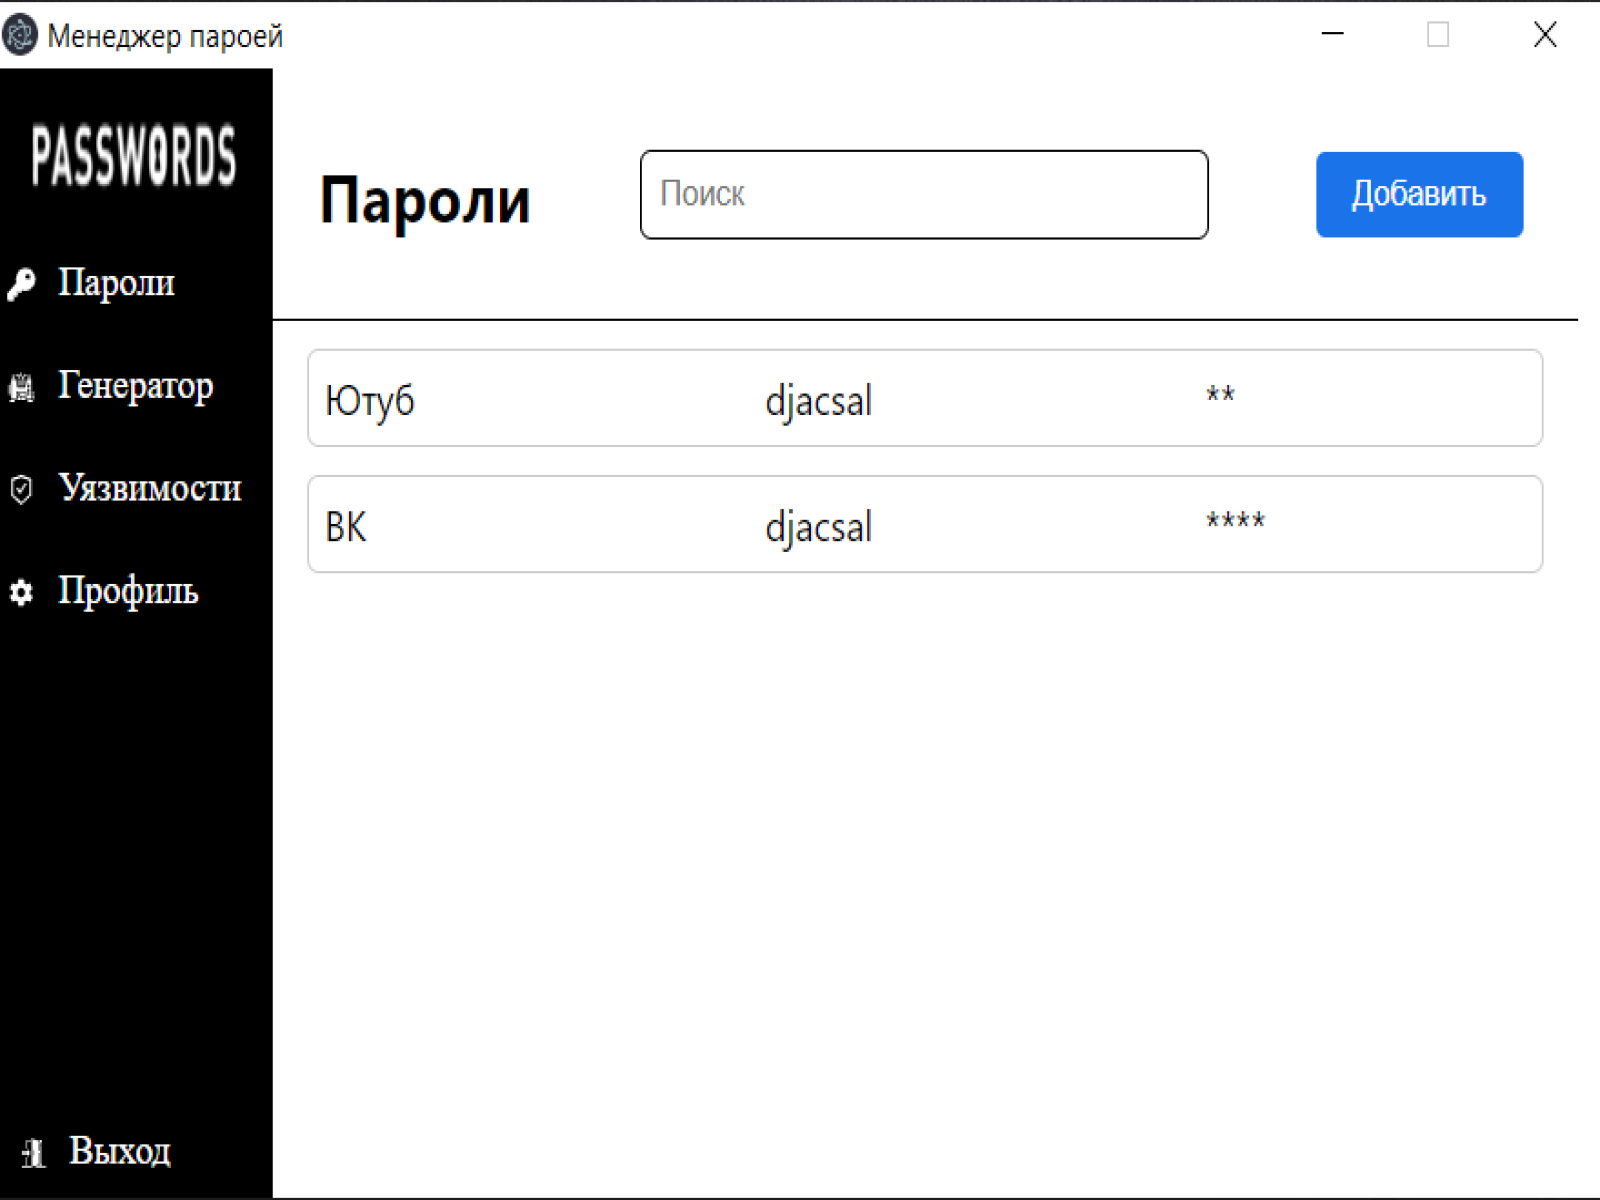 Менеджер пароей
PASSWORDS
Пароли
Генератор
Уязвимости
Профиль
Выход
Пароли
Поиск
Добавить
Ютуб djacsal **
ВК djacsal ****